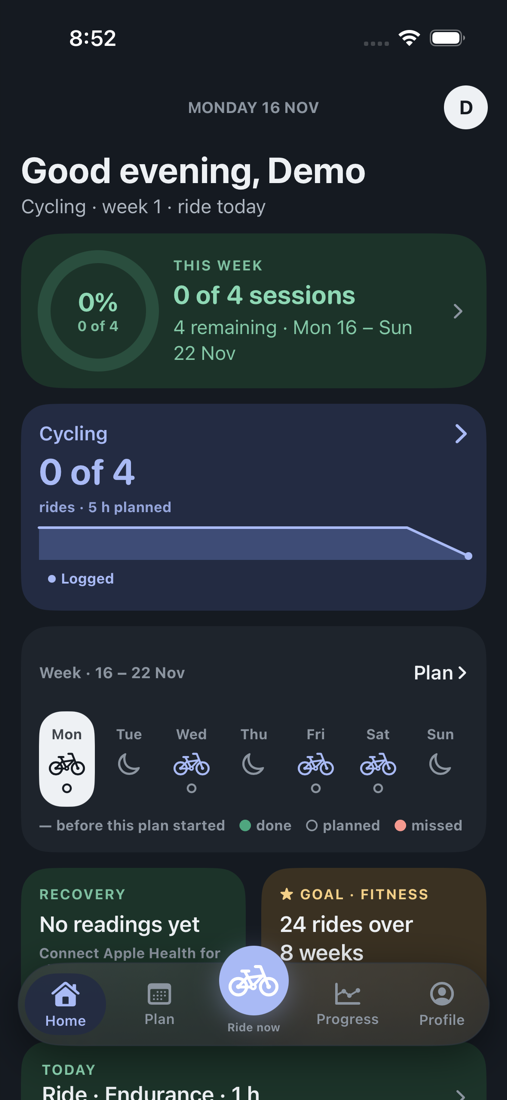 8:52
MONDAY 16 NOV
D
Good evening, Demo
Cycling · week 1 · ride today
THIS WEEK
0%
0 of 4
0 of 4 sessions
4 remaining · Mon 16 – Sun
22 Nov
Cycling
0 of 4
rides · 5 h planned
Logged
Week · 16 – 22 Nov
Plan
Mon Tue Wed Thu Fri Sat Sun
— before this plan started done planned missed
RECOVERY
No readings yet
Connect Apple Health for
GOAL · FITNESS
24 rides over
8 weeks
Home
Plan
Ride now
Progress
Profile
TODAY
Ride · Endurance · 1 h